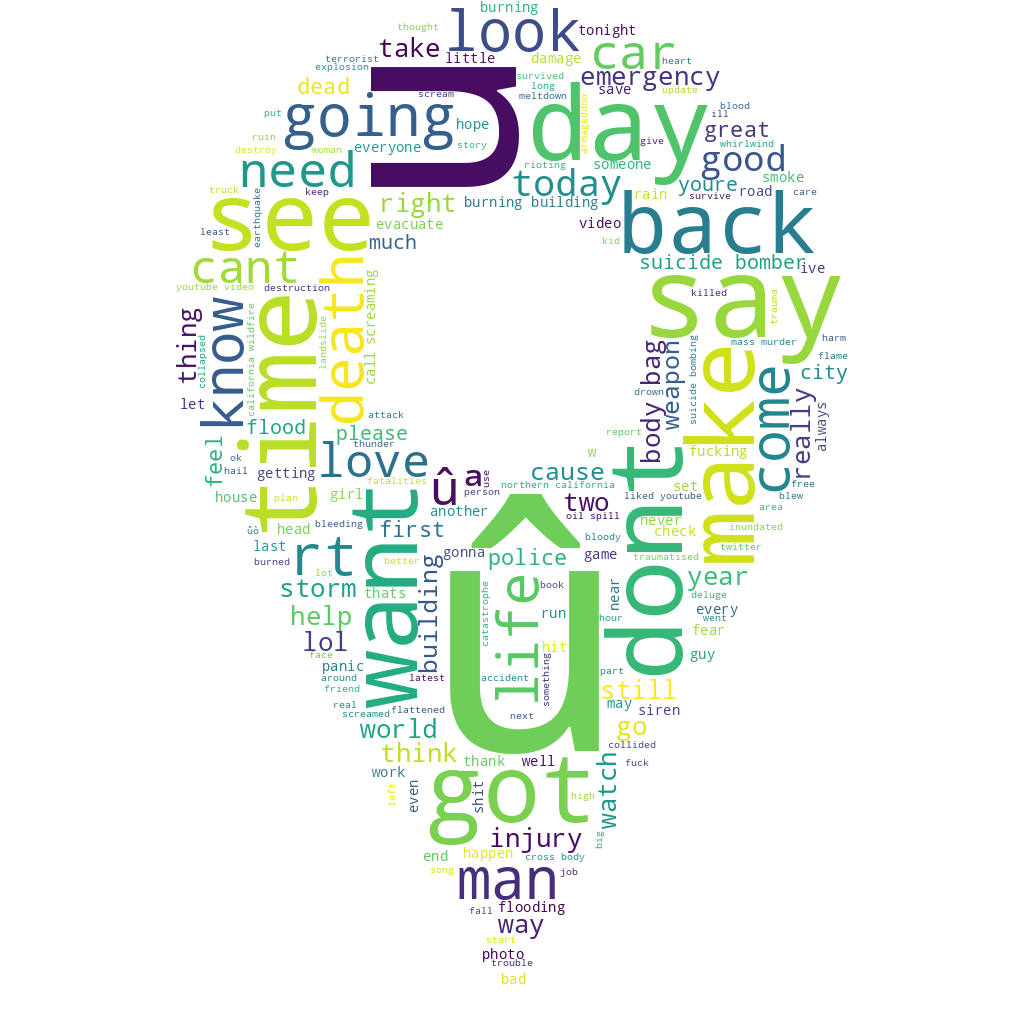 burning
thought
look
tonight
take
little
car
terrorist
explosion
damage
heart
survived
emergency
dead
long
save
update
scream
meltdown
u
day
going
put
hope
armageddon
blood
ill
great
ruin
everyone
story
give
whirlwind
destroy
woman
need
rioting
someone
good
truck
keep
today
youre
smoke
see
right
burning building
rain
survive
road
care
least
earthquake
evacuate
video
back
much
kid
cant
death
suicide bomber
ive
youtube video
destruction
call screaming
say
killed
trauma
know
time
thing
collapsed
california wildfire
landslide
body bag
weapon
suicide bombing
mass murder
harm
flame
make
come
city
drown
let
attack
flood
please
really
always
feel
ok
thunder
report
W
hail
getting
love
ûª
use
cause
fucking
fatalities
person
northern california
dont
free
house
plan
girl
liked youtube
set
blew
two
area
another
oil spill
never
ûò
bleeding
head
first
want
û
bloody
check
inundated
twitter
last
rt
gonna
police
game
traumatised
burned
better
building
lot
storm
thats
catastrophe
life
book
near
year
deluge
help
run
hour
every
went
lol
hit
fear
face
guy
panic
latest
accident
something
part
around
friend
still
real
screamed
flattened
next
may
siren
world
go
think
collided
thank
well
watch
fuck
work
left
even
got
shit
high
injury
big
end
happen
cross body
song
man
job
fall
flooding
way
start
photo
trouble
bad